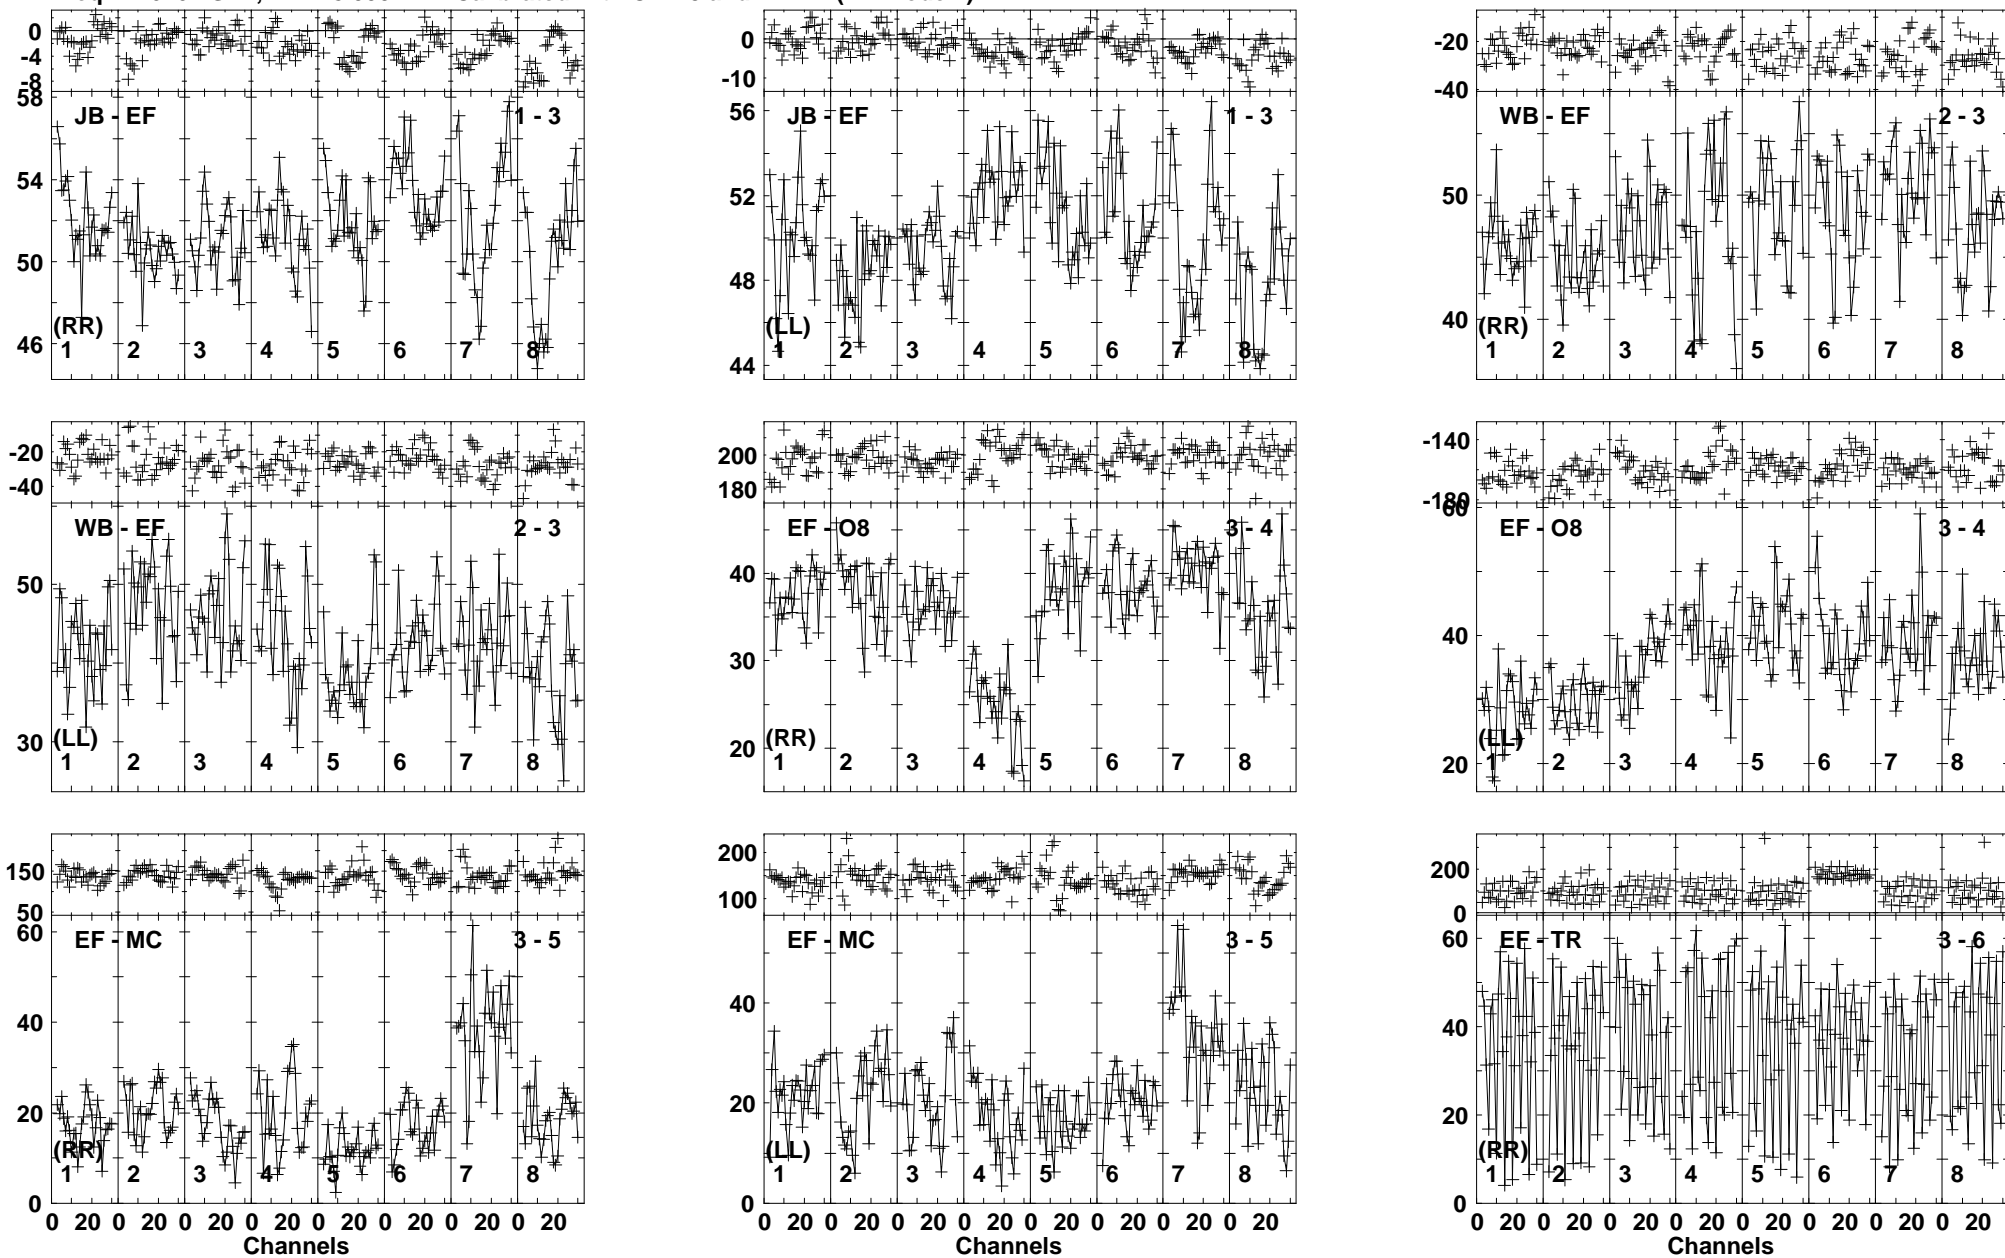 0 -4 -8
58 54 50 46
JB - EF 1 - 3
(RR)
1 2 3 4 5 6 7 8
0 -10
56 52 48 44
JB - EF 1 - 3
(LL)
1 2 3 4 5 6 7 8
-20 -40
50 40
WB - EF 2 - 3
(RR)
1 2 3 4 5 6 7 8
-20 -40
50 30
WB - EF 2 - 3
(LL)
1 2 3 4 5 6 7 8
200 180
40 30 20
EF - O8 3 - 4
(RR)
1 2 3 4 5 6 7 8
-140 -160 -180
60 40 20
EF - O8 3 - 4
(LL)
1 2 3 4 5 6 7 8
150 50
60 40 20 0
EF - MC 3 - 5
(RR)
1 2 3 4 5 6 7 8
0 20 0 20 0 20 0 20 0 20 0 20 0 20 0 20
Channels
200 100
40 20 0
EF - MC 3 - 5
(LL)
1 2 3 4 5 6 7 8
0 20 0 20 0 20 0 20 0 20 0 20 0 20 0 20
Channels
200 0
60 40 20 0
EF - TR 3 - 6
(RR)
1 2 3 4 5 6 7 8
0 20 0 20 0 20 0 20 0 20 0 20 0 20 0 20
Channels